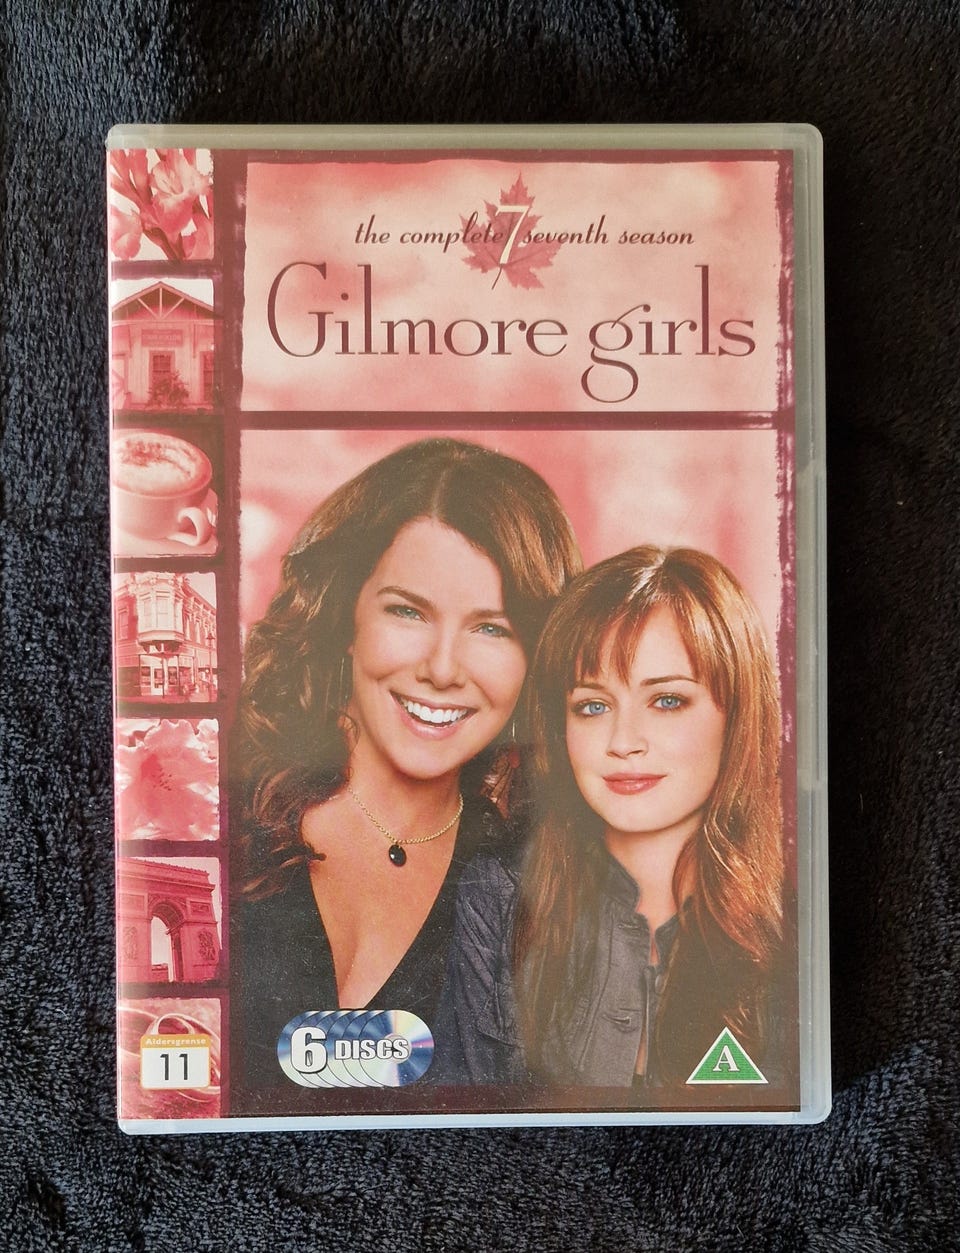 the complete 7 seventh season
Gilmore girls
6 DISCS
Aldersgrense
11
A